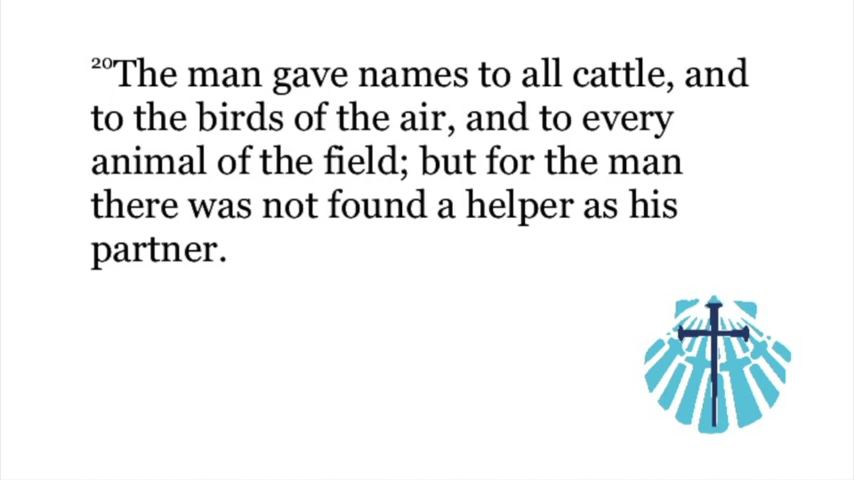 20The man gave names to all cattle, and
to the birds of the air, and to every
animal of the field; but for the man
there was not found a helper as his
partner.